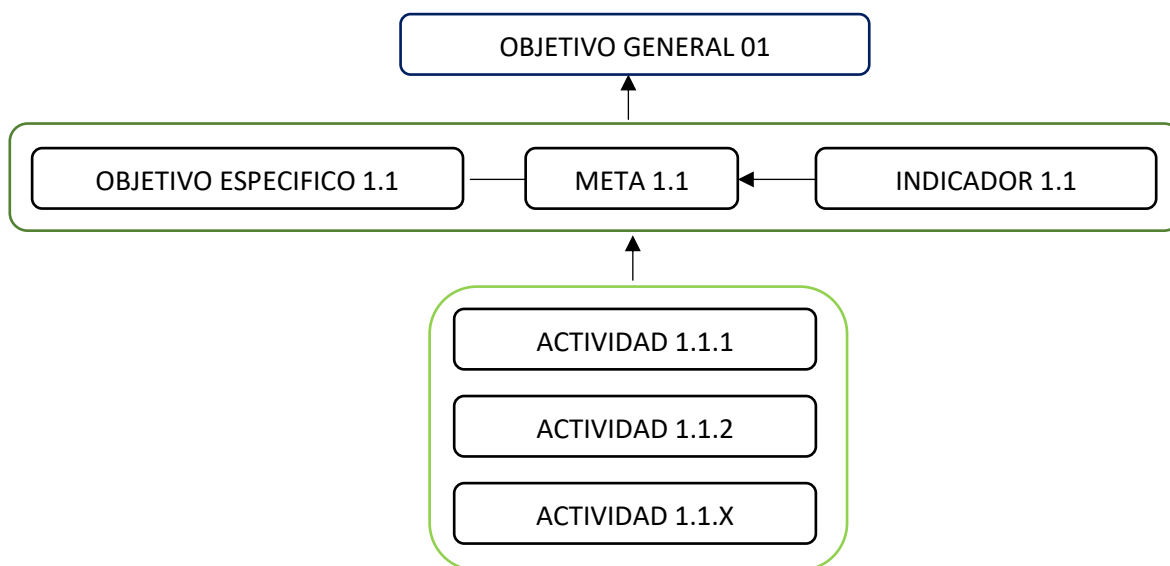 OBJETIVO GENERAL 01
OBJETIVO ESPECIFICO 1.1
META 1.1
INDICADOR 1.1
ACTIVIDAD 1.1.1
ACTIVIDAD 1.1.2
ACTIVIDAD 1.1.X